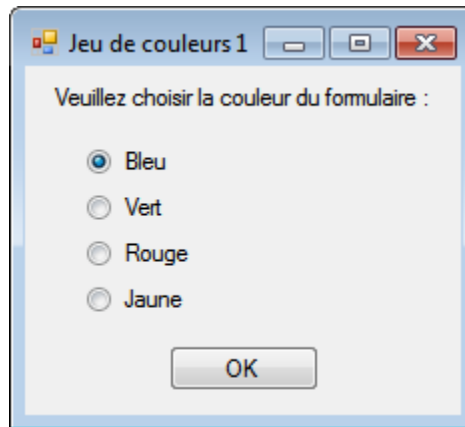 Jeu de couleurs 1
Veuillez choisir la couleur du formulaire :
Bleu
Vert
Rouge
Jaune
OK